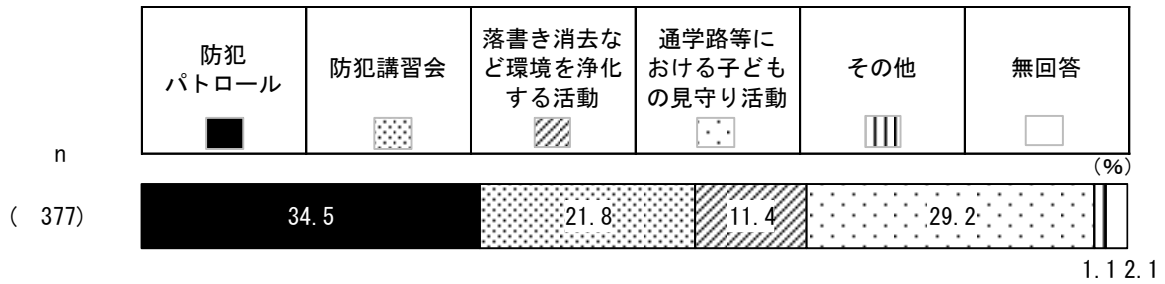 防犯
パトロール
防犯講習会
落書き消去な
ど環境を浄化
する活動
通学路等に
おける子ども
の見守り活動
その他
無回答
n
(%)
( 377)
34.5
21.8
11.4
29.2
1.1 2.1